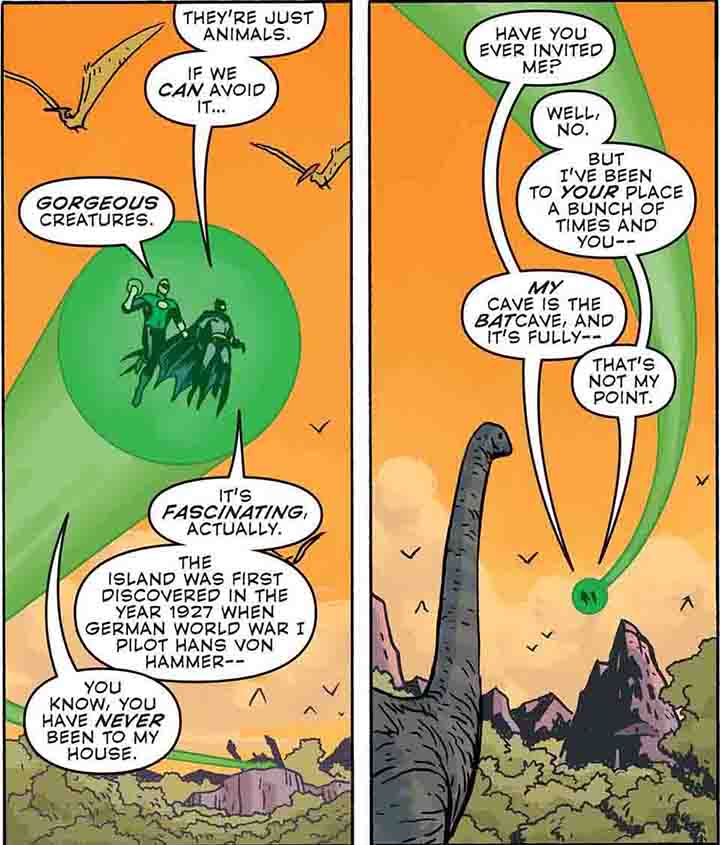 THEY'RE JUST
ANIMALS.
IF WE
CAN AVOID
IT...
GORGEOUS
CREATURES.
IT'S
FASCINATING,
ACTUALLY.
THE
ISLAND WAS FIRST
DISCOVERED IN THE
YEAR 1927 WHEN
GERMAN WORLD WAR I
PILOT HANS VON
HAMMER--
YOU
KNOW, YOU
HAVE NEVER
BEEN TO MY
HOUSE.
HAVE YOU
EVER INVITED
ME?
WELL,
NO.
BUT
I'VE BEEN
TO YOUR PLACE
A BUNCH OF
TIMES AND
YOU--
MY
CAVE IS THE
BATCAVE, AND
IT'S FULLY--
THAT'S
NOT MY
POINT.